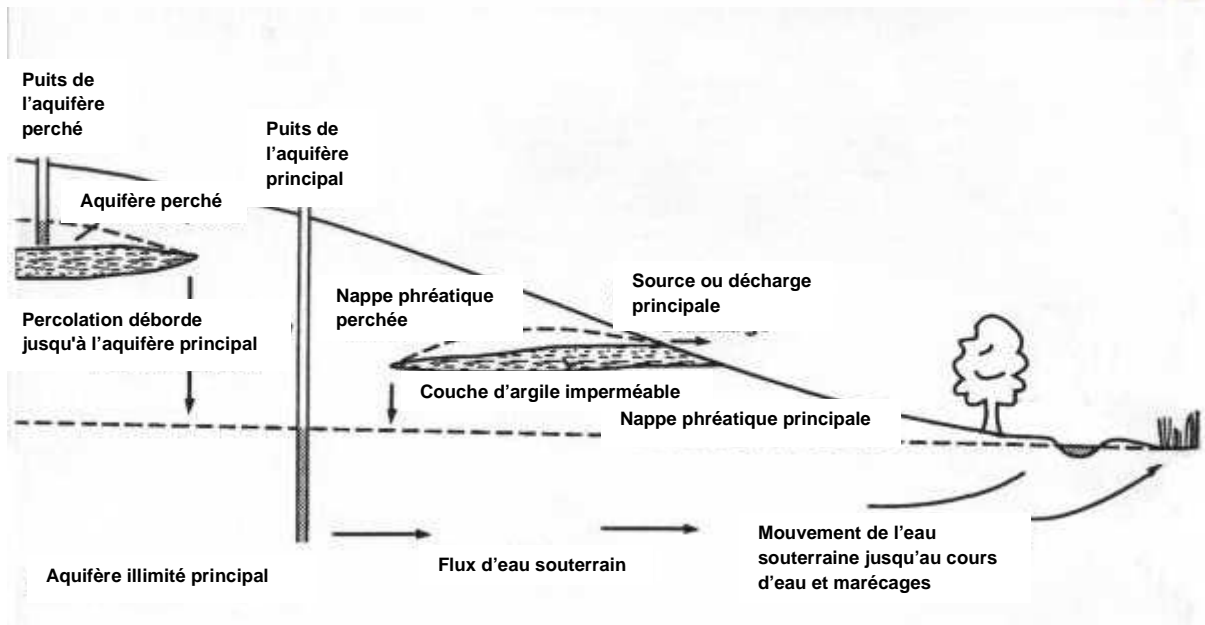 Puits de
l’aquifère
perché
Puits de
l’aquifère
principal
Aquifère perché
Source ou décharge
principale
Nappe phréatique
perchée
Percolation déborde
jusqu'à l’aquifère principal
Couche d’argile imperméable
Nappe phréatique principale
Mouvement de l’eau
souterraine jusqu’au cours
d’eau et marécages
Flux d’eau souterrain
Aquifère illimité principal